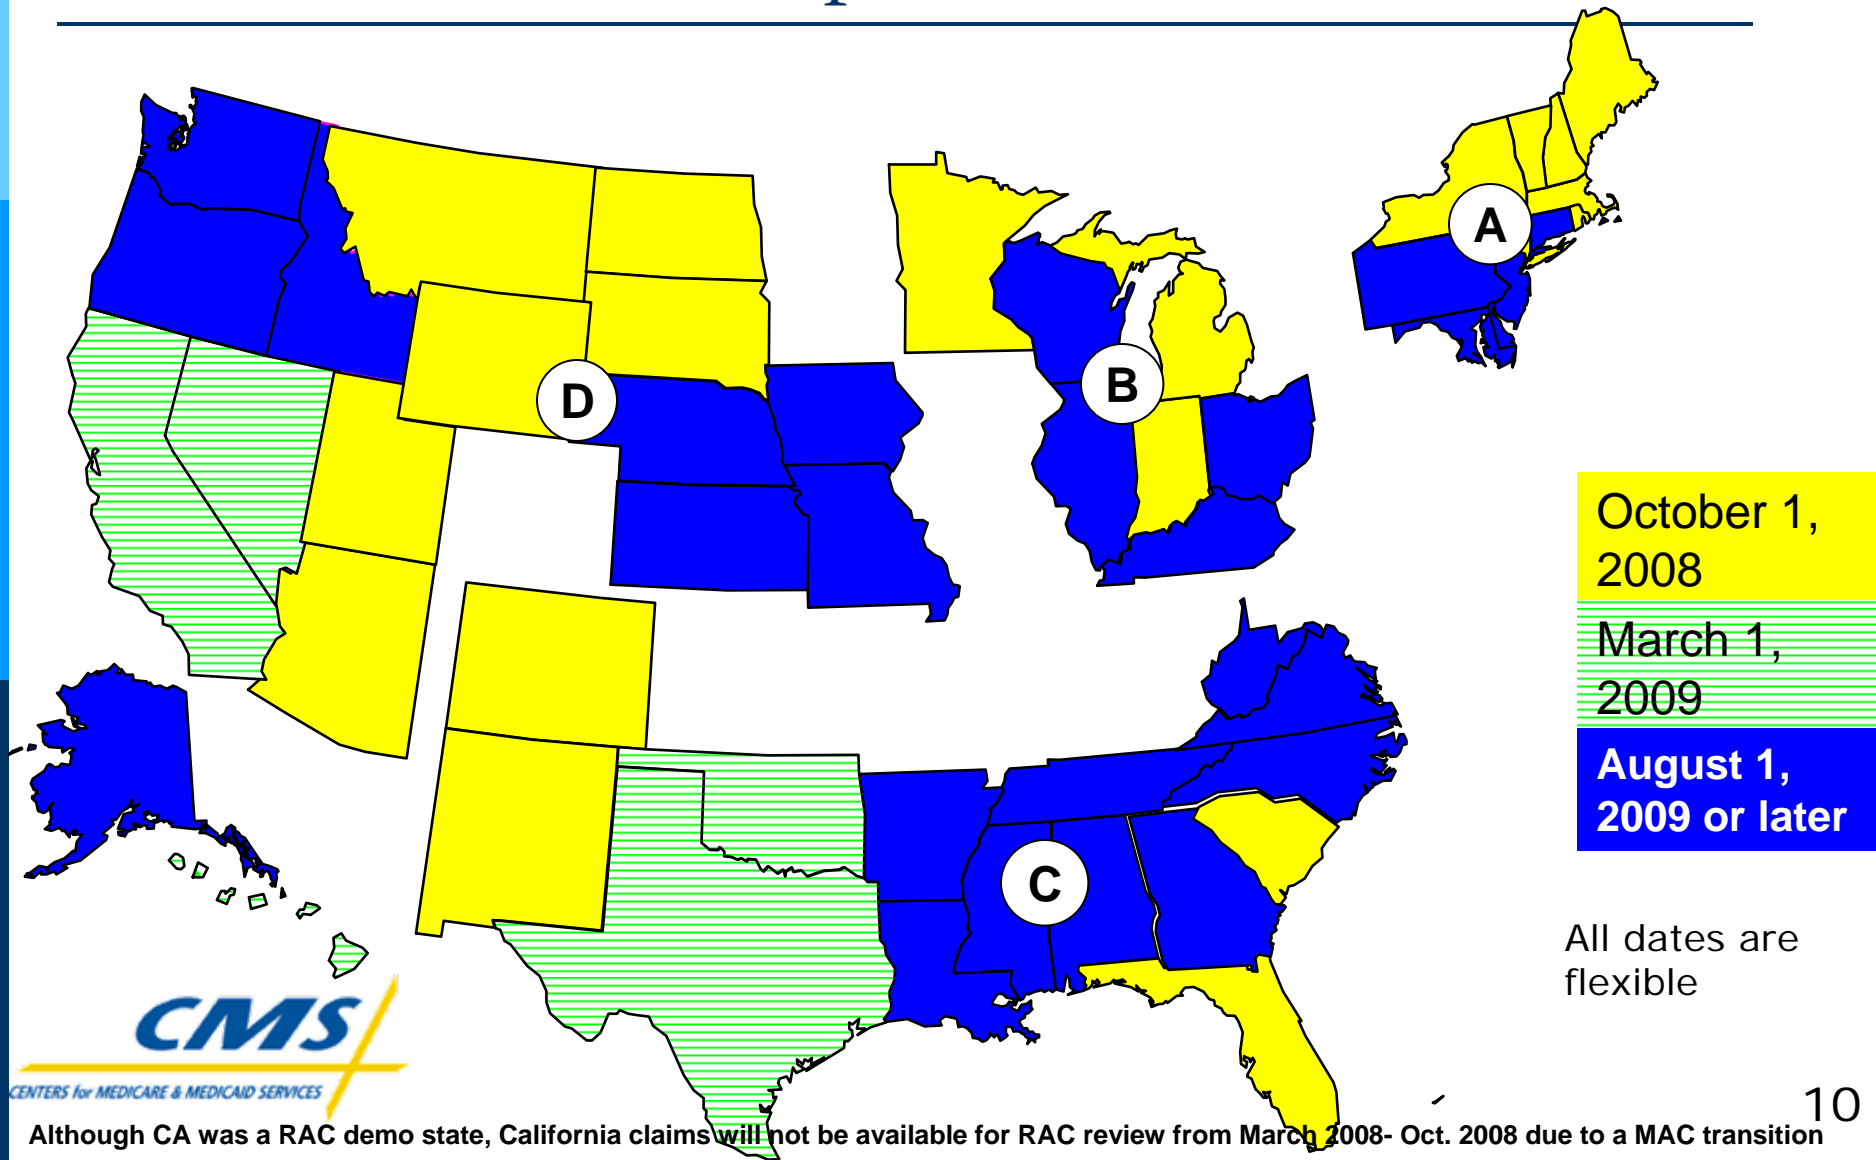 D
B
A
C
October 1,
2008
March 1,
2009
August 1,
2009 or later
All dates are
flexible
CMS
CENTERS for MEDICARE & MEDICAID SERVICES
10
Although CA was a RAC demo state, California claims will not be available for RAC review from March 2008- Oct. 2008 due to a MAC transition